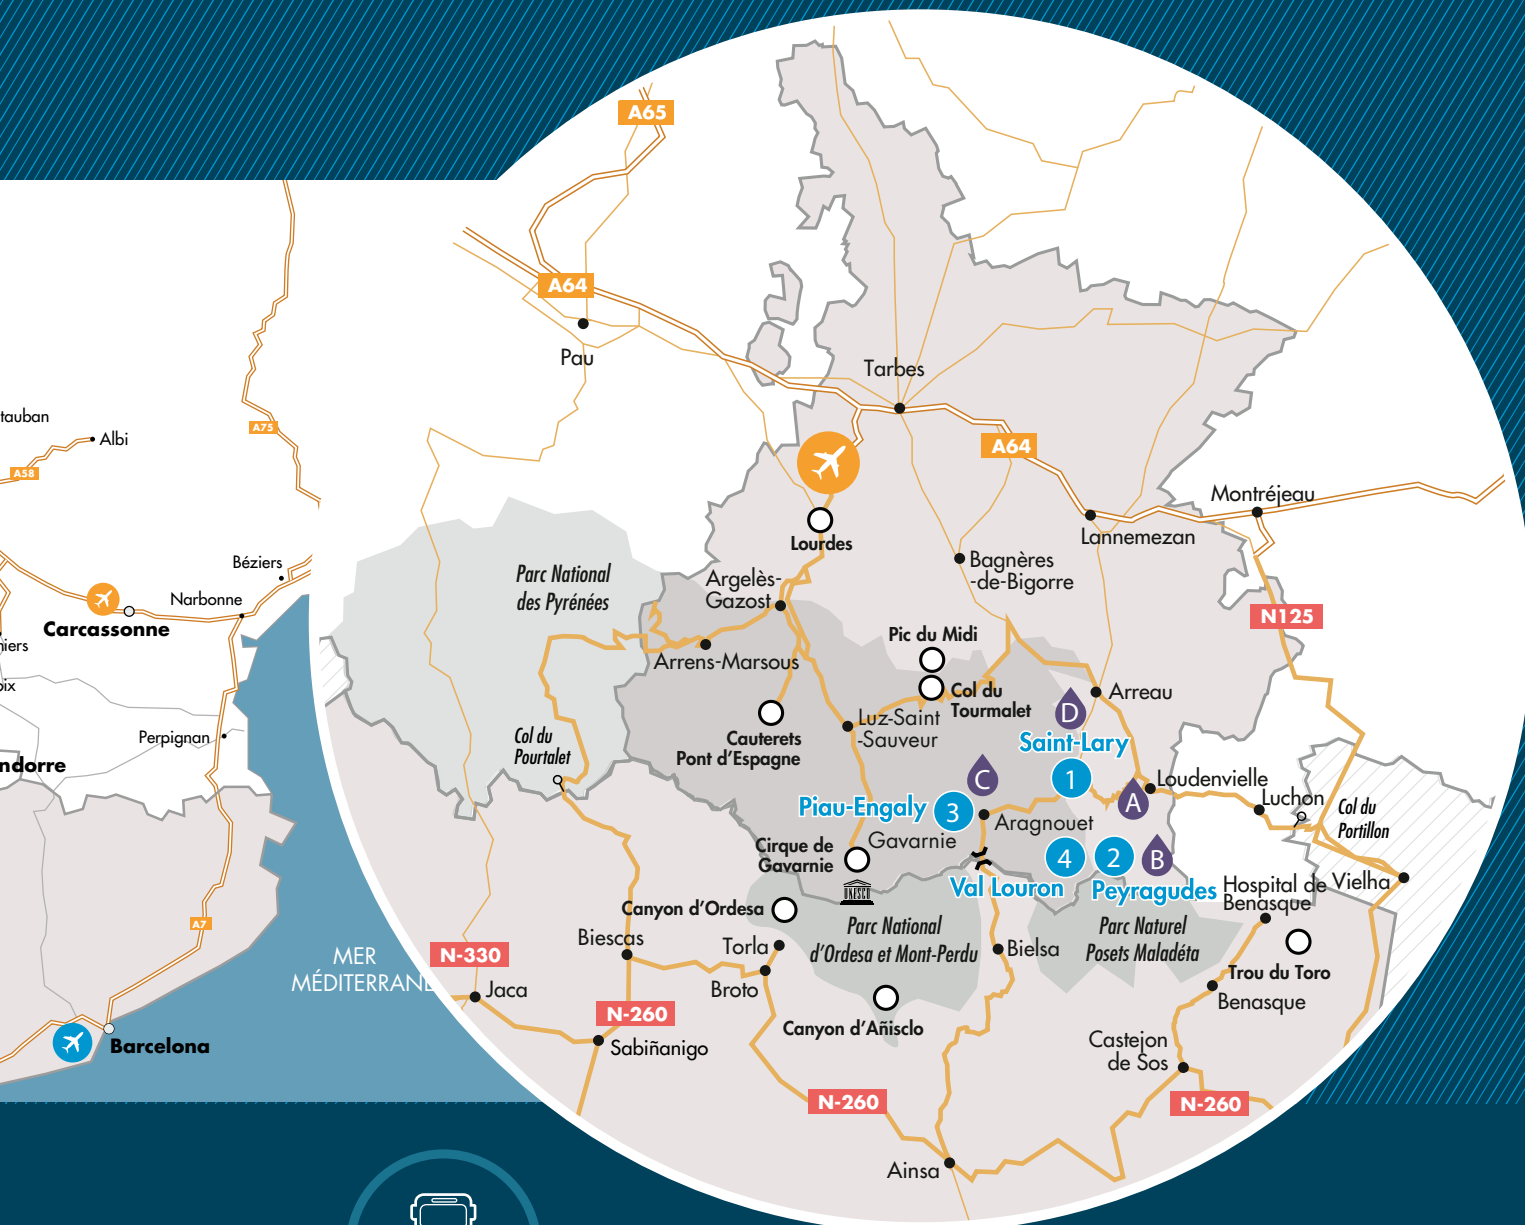 A65
A64
Pau
Tarbes
A64
Montréjeau
Lannemezan
Lourdes
Bagnères
-de-Bigorre
Parc National
des Pyrénées
Argelès-
Gazost
N125
Pic du Midi
Arrens-Marsous
Col du
Tourmalet
Arreau
D
Luz-Saint
-Sauveur
Cauterets
Pont d'Espagne
Col du
Pourtalet
Saint-Lary
1
C
A
Loudenvielle
Luchon
Col du
Portillon
Piau-Engaly
3
Aragnouet
Gavarnie
Cirque de
Gavarnie
4
2
B
Val Louron
Peyragudes
UNESCO
Hospital de
Benasque
Vielha
Canyon d'Ordesa
Parc National
d'Ordesa et Mont-Perdu
Parc Naturel
Posets Maladéta
Biescas
Torla
Bielsa
N-330
Trou du Toro
Jaca
Broto
Benasque
N-260
Canyon d'Añisclo
Sabiñanigo
Castejon
de Sos
N-260
N-260
Ainsa
tauban
Albi
A75
A58
Béziers
Narbonne
Carcassonne
niers
oix
Perpignan
ndorre
A7
MER
MÉDITERRAN
Barcelona